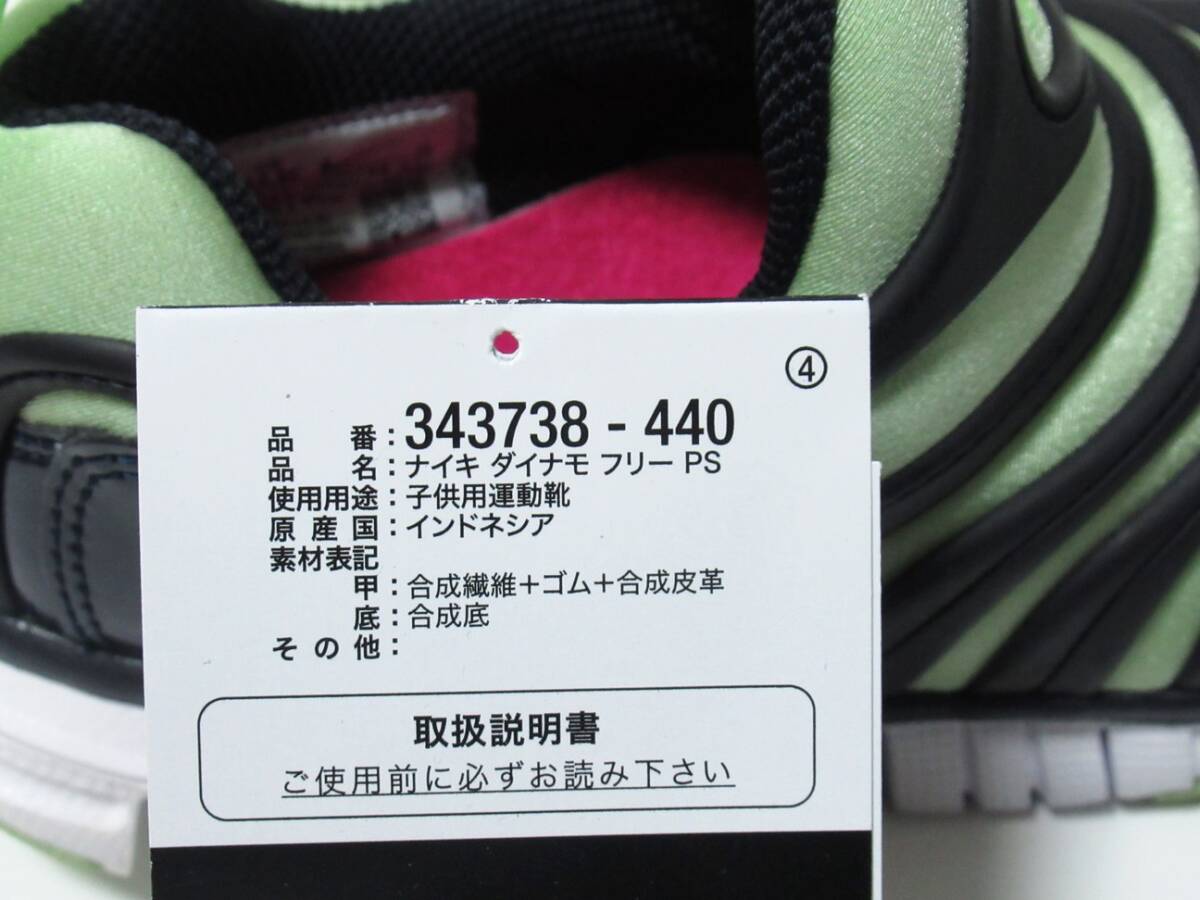 ④
品番：343738 - 440
品名：ナイキ ダイナモ フリー PS
使用用途：子供用運動靴
原産国：インドネシア
素材表記
甲：合成繊維＋ゴム＋合成皮革
底：合成底
その他：
取扱説明書
ご使用前に必ずお読み下さい